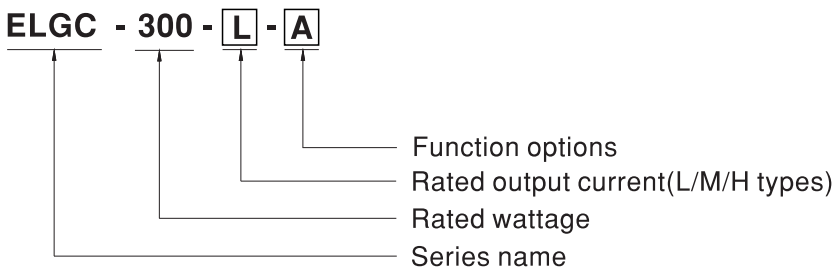 ELGC - 300 - L - A
Function options
Rated output current(L/M/H types)
Rated wattage
Series name